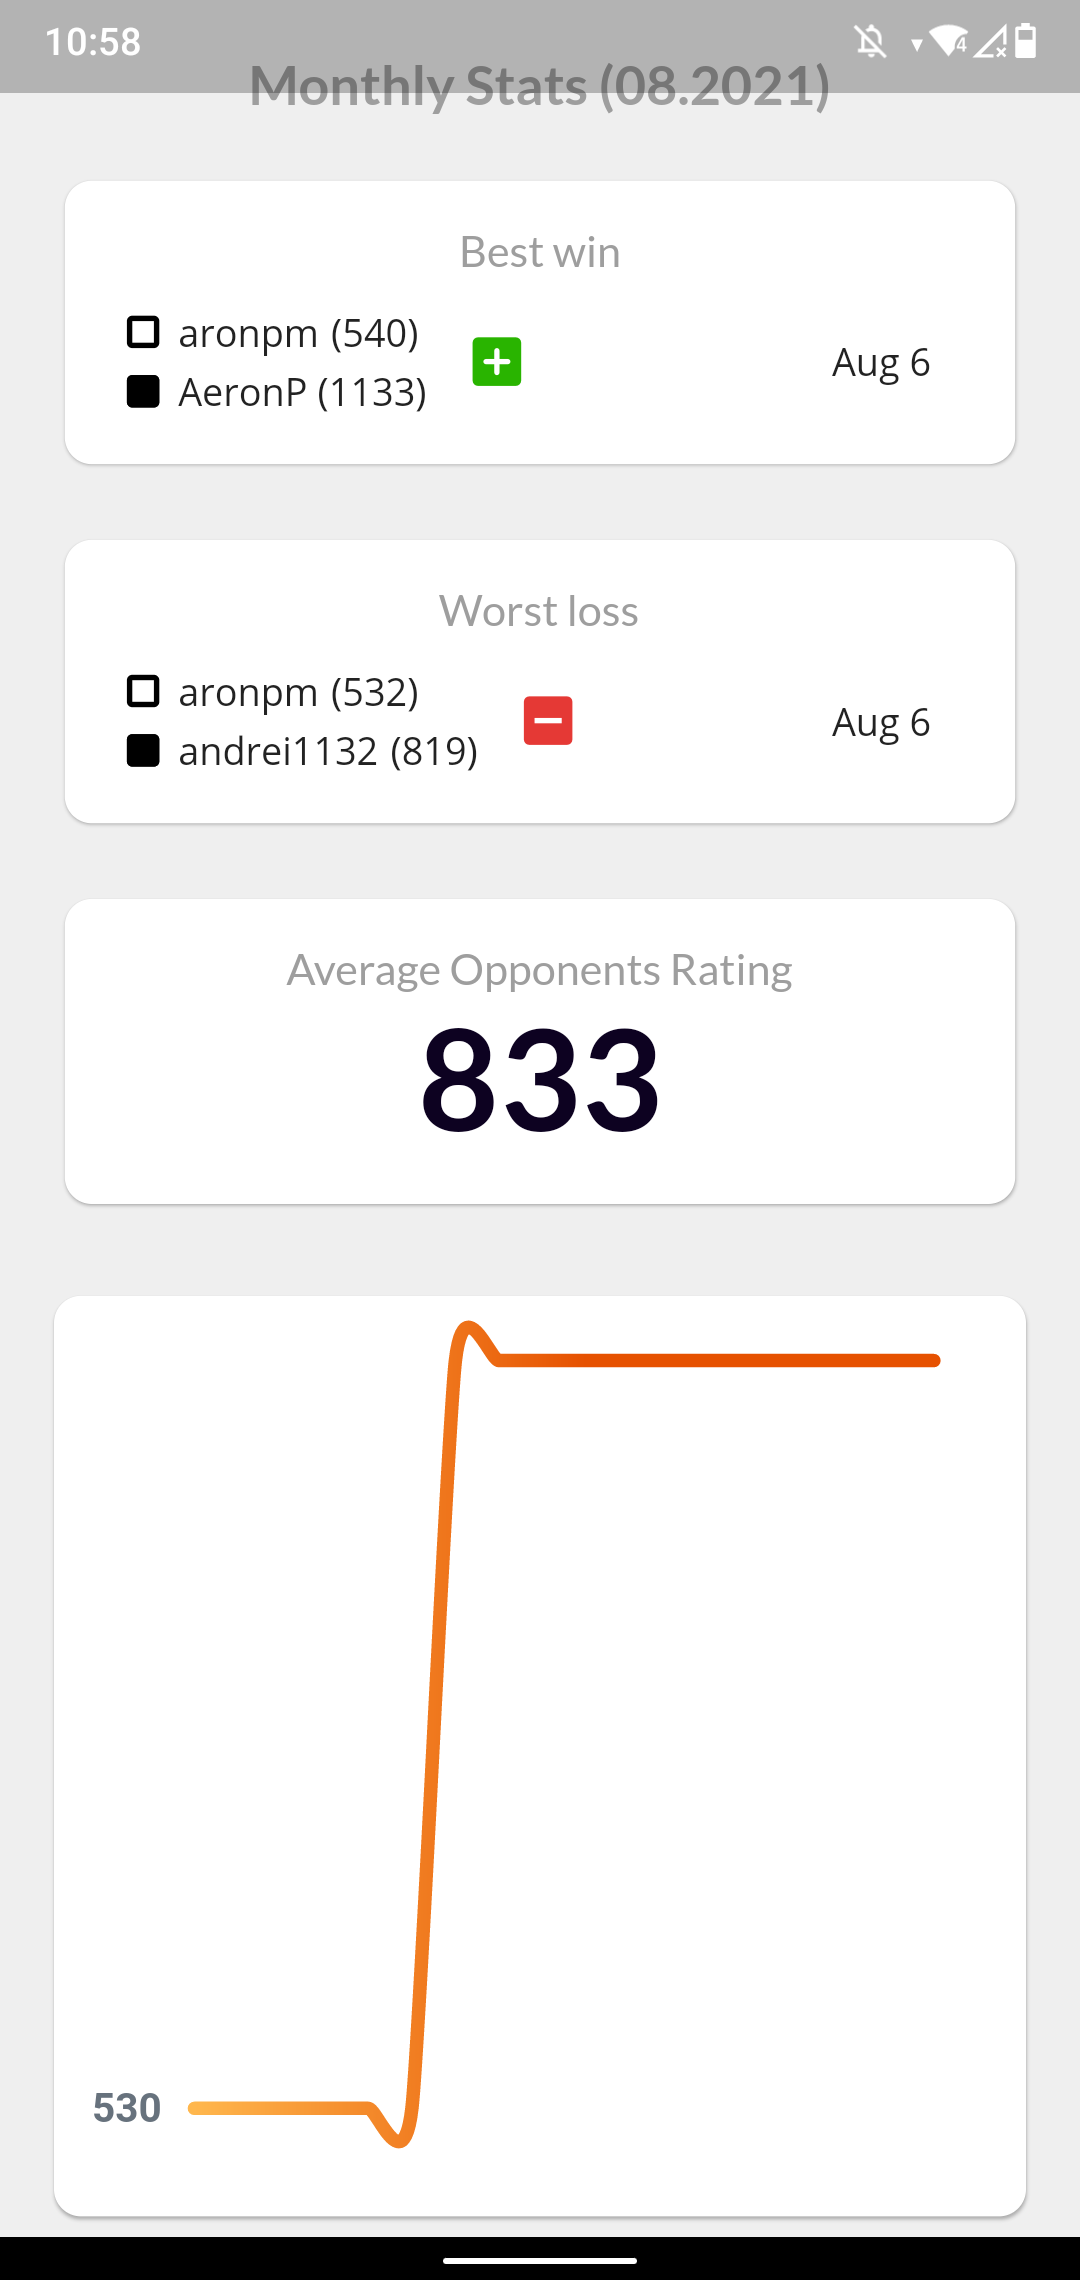 10:58
Monthly Stats (08.2021)
Best win
aronpm (540)
AeronP (1133)
Aug 6
Worst loss
aronpm (532)
andrei1132 (819)
Aug 6
Average Opponents Rating
833
530